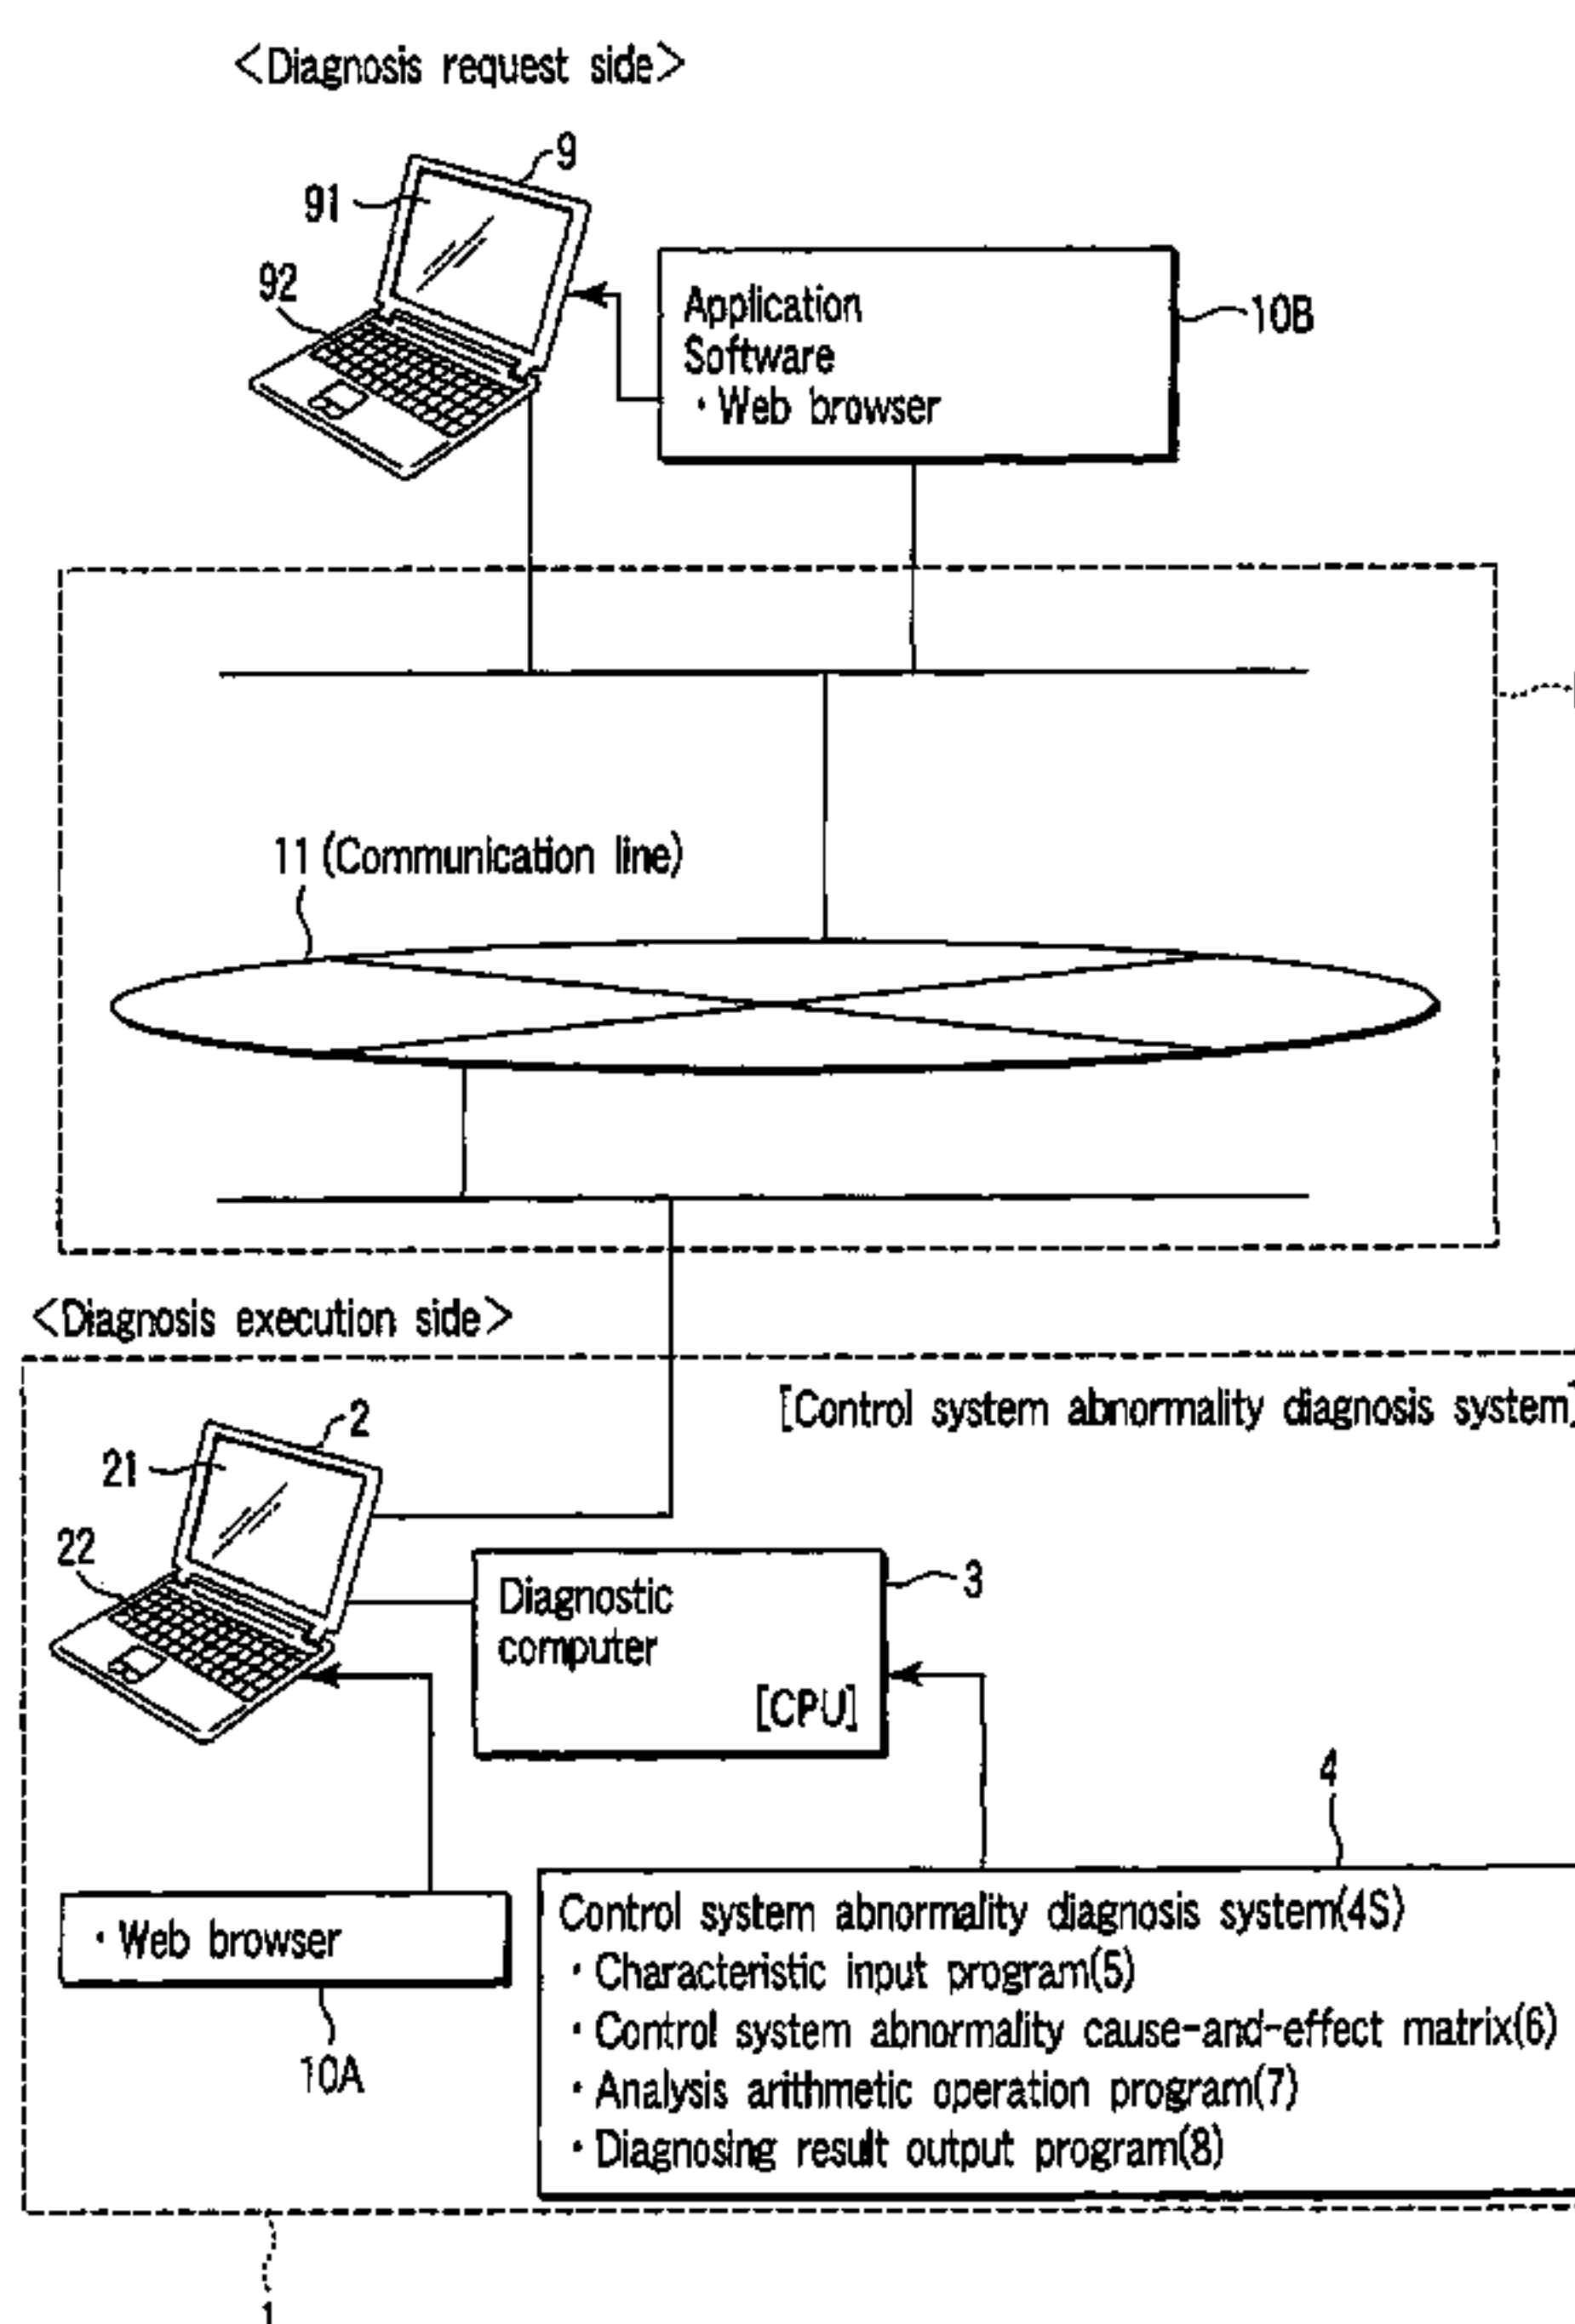 <Diagnosis request side>
9
91
92
Application
Software
・Web browser
10B
11 (Communication line)
<Diagnosis execution side>
[Control system abnormality diagnosis system]
2
21
22
Diagnostic
computer
[CPU]
3
4
・Web browser
10A
Control system abnormality diagnosis system(4S)
・Characteristic input program(5)
・Control system abnormality cause-and-effect matrix(6)
・Analysis arithmetic operation program(7)
・Diagnosing result output program(8)
1